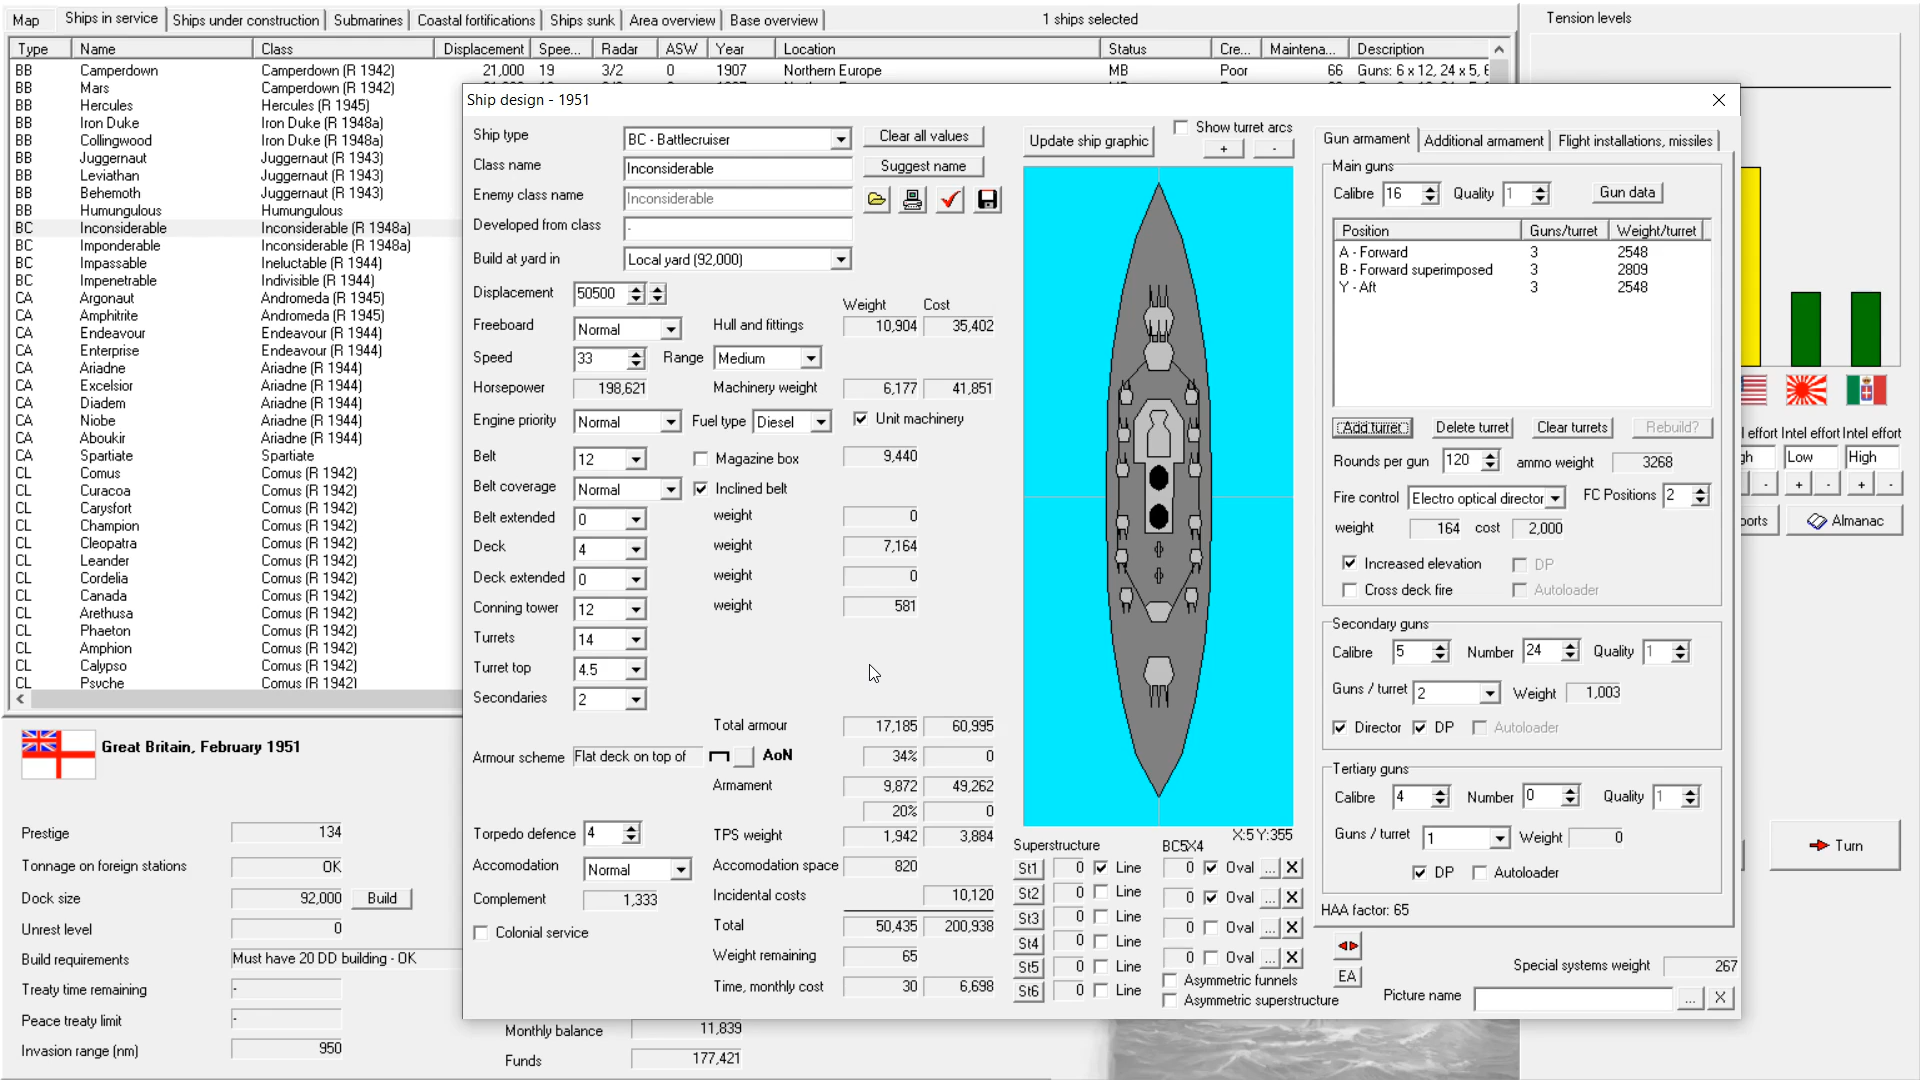 Map Ships in service Ships under construction Submarines Coastal fortifications Ships sunk Area overview Base overview 1 ships selected Tension levels
Type Name Class Displacement Spee... Radar ASW Year Location Status Cre... Maintena... Description
BB Camperdown Camperdown (R 1942) 21,000 19 3/2 0 1907 Northern Europe MB Poor 66 Guns: 6 x 12, 24 x 5, 6
BB Mars Camperdown (R 1942)
BB Hercules Hercules (R 1945)
BB Iron Duke Iron Duke (R 1948a)
BB Collingwood Iron Duke (R 1948a)
BB Juggernaut Juggernaut (R 1943)
BB Leviathan Juggernaut (R 1943)
BB Behemoth Juggernaut (R 1943)
BB Humungulous Humungulous
BC Inconsiderable Inconsiderable (R 1948a)
BC Imponderable Inconsiderable (R 1948a)
BC Impassable Ineluctable (R 1944)
BC Impenetrable Indivisible (R 1944)
CA Argonaut Andromeda (R 1945)
CA Amphitrite Andromeda (R 1945)
CA Endeavour Endeavour (R 1944)
CA Enterprise Endeavour (R 1944)
CA Ariadne Ariadne (R 1944)
CA Excelsior Ariadne (R 1944)
CA Diadem Ariadne (R 1944)
CA Niobe Ariadne (R 1944)
CA Aboukir Ariadne (R 1944)
CA Spartiate Spartiate
CL Comus Comus (R 1942)
CL Curacoa Comus (R 1942)
CL Carysfort Comus (R 1942)
CL Champion Comus (R 1942)
CL Cleopatra Comus (R 1942)
CL Leander Comus (R 1942)
CL Cordelia Comus (R 1942)
CL Canada Comus (R 1942)
CL Arethusa Comus (R 1942)
CL Phaeton Comus (R 1942)
CL Amphion Comus (R 1942)
CL Calypso Comus (R 1942)
CL Psyche Comus (R 1942)
Great Britain, February 1951
Prestige 134
Tonnage on foreign stations OK
Dock size 92,000 Build
Unrest level 0
Build requirements Must have 20 DD building - OK
Treaty time remaining -
Peace treaty limit -
Invasion range (nm) 950
Monthly balance 11,839
Funds 177,421
Ship design - 1951
Ship type BC - Battlecruiser Clear all values
Class name Inconsiderable Suggest name
Enemy class name Inconsiderable
Developed from class -
Build at yard in Local yard (92,000)
Displacement 50500 Weight Cost
Freeboard Normal Hull and fittings 10,904 35,402
Speed 33 Range Medium
Horsepower 198,621 Machinery weight 6,177 41,851
Engine priority Normal Fuel type Diesel Unit machinery
Belt 12 Magazine box 9,440
Belt coverage Normal Inclined belt
Belt extended 0 weight 0
Deck 4 weight 7,164
Deck extended 0 weight 0
Conning tower 12 weight 581
Turrets 14
Turret top 4.5
Secondaries 2
Total armour 17,185 60,995
Armour scheme Flat deck on top of AoN 34% 0
Armament 9,872 49,262
20% 0
Torpedo defence 4 TPS weight 1,942 3,884
Accomodation Normal Accomodation space 820
Complement 1,333 Incidental costs 10,120
Colonial service Total 50,435 200,938
Weight remaining 65
Time, monthly cost 30 6,698
Update ship graphic Show turret arcs
+ -
X:5 Y:355
Superstructure BC5X4
St1 0 Line 0 Oval ... X
St2 0 Line 0 Oval ... X
St3 0 Line 0 Oval ... X
St4 0 Line 0 Oval ... X
St5 0 Line Asymmetric funnels
St6 0 Line Asymmetric superstructure
Gun armament Additional armament Flight installations, missiles
Main guns
Calibre 16 Quality 1 Gun data
Position Guns/turret Weight/turret
A - Forward 3 2548
B - Forward superimposed 3 2809
Y - Aft 3 2548
Add turret Delete turret Clear turrets Rebuild?
Rounds per gun 120 ammo weight 3268
Fire control Electro optical director FC Positions 2
weight 164 cost 2,000
Increased elevation DP
Cross deck fire Autoloader
Secondary guns
Calibre 5 Number 24 Quality 1
Guns / turret 2 Weight 1,003
Director DP Autoloader
Tertiary guns
Calibre 4 Number 0 Quality 1
Guns / turret 1 Weight 0
DP Autoloader
HAA factor: 65
EA
Special systems weight 267
Picture name ... X
l effort Intel effort Intel effort
gh Low High
- + - + -
orts Almanac
Turn